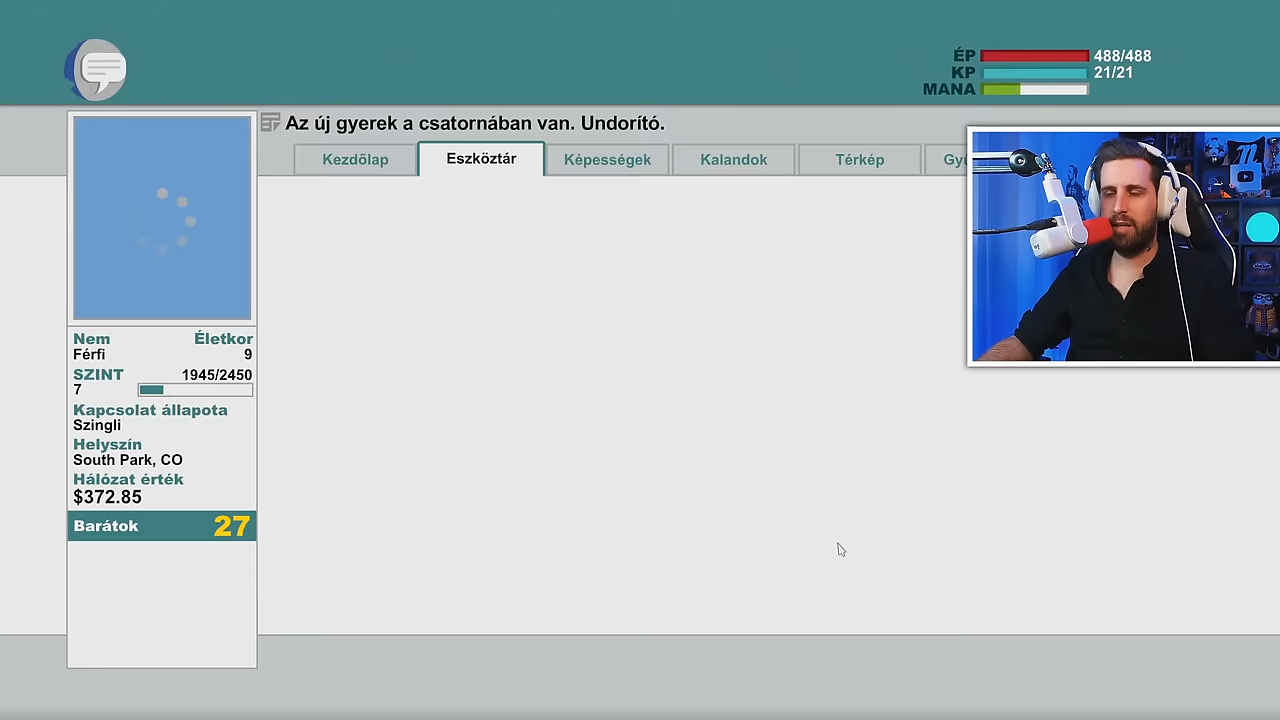 ÉP 488/488
KP 21/21
MANA
Az új gyerek a csatornában van. Undorító.
Kezdőlap Eszköztár Képességek Kalandok Térkép
Nem Életkor
Férfi 9
SZINT 1945/2450
7
Kapcsolat állapota
Szingli
Helyszín
South Park, CO
Hálózat érték
$372.85
Barátok 27